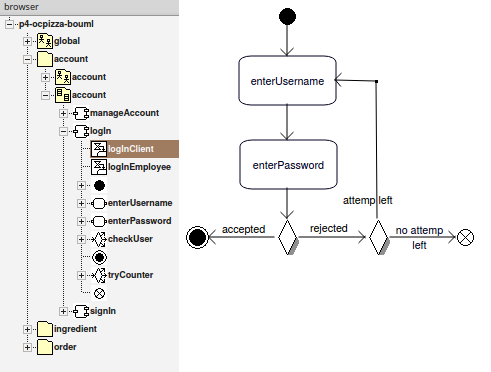 browser
p4-ocpizza-bouml
global
account
account
account
manageAccount
logIn
logInClient
logInEmployee
enterUsername
enterPassword
checkUser
tryCounter
signIn
ingredient
order
enterUsername
enterPassword
attemp left
accepted
rejected
no attemp
left